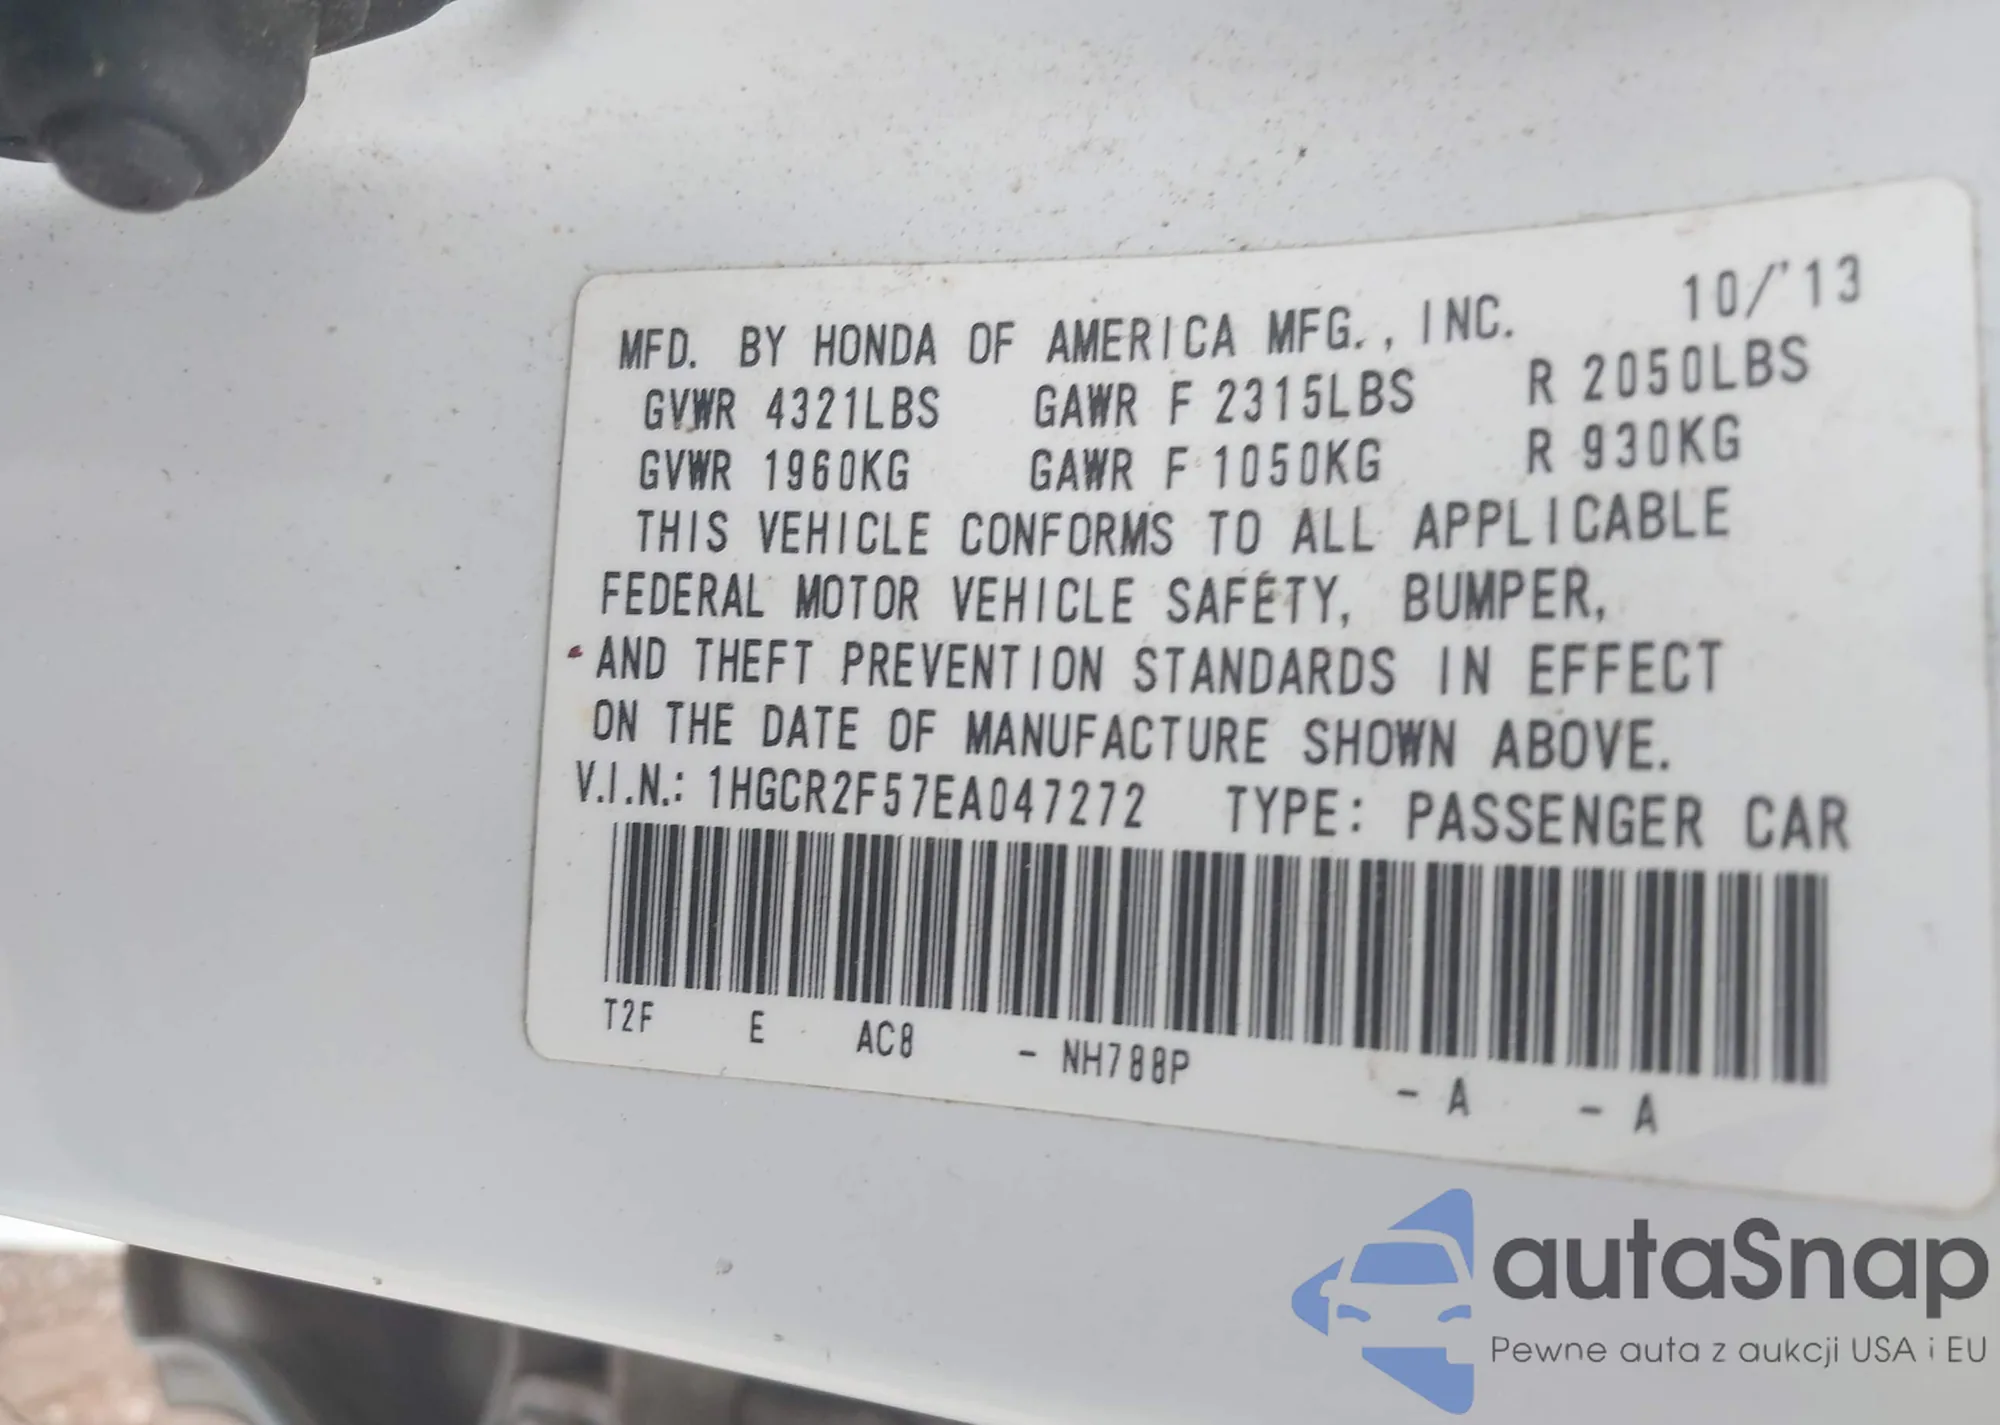 10/'13
MFD. BY HONDA OF AMERICA MFG., INC.
GVWR 4321LBS GAWR F 2315LBS R 2050LBS
GVWR 1960KG GAWR F 1050KG R 930KG
THIS VEHICLE CONFORMS TO ALL APPLICABLE
FEDERAL MOTOR VEHICLE SAFETY, BUMPER,
AND THEFT PREVENTION STANDARDS IN EFFECT
ON THE DATE OF MANUFACTURE SHOWN ABOVE.
V.I.N.: 1HGCR2F57EA047272 TYPE: PASSENGER CAR
T2F E AC8 - NH788P - A - A
autaSnap
Pewne auta z aukcji USA i EU